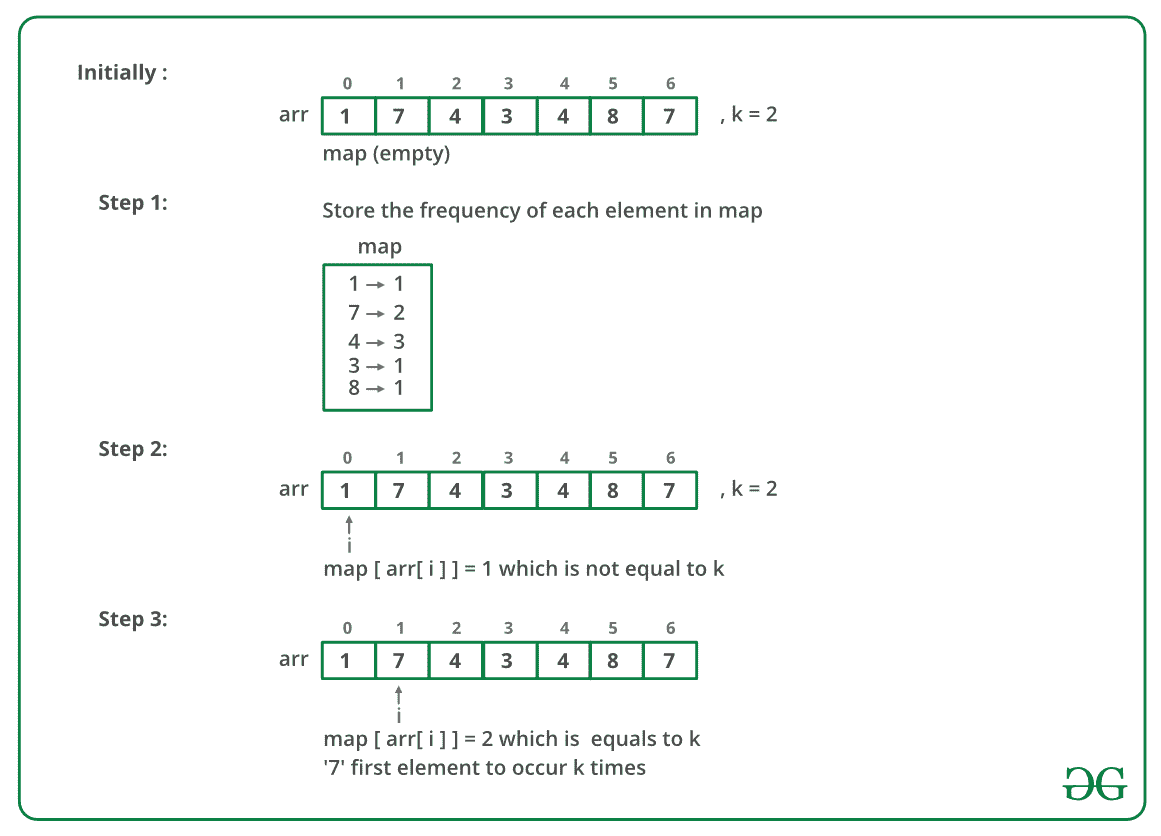 Initially :
0 1 2 3 4 5 6
arr 1 7 4 3 4 8 7 , k = 2
map (empty)
Step 1:
Store the frequency of each element in map
map
1 → 1
7 → 2
4 → 3
3 → 1
8 → 1
Step 2:
0 1 2 3 4 5 6
arr 1 7 4 3 4 8 7 , k = 2
i
map [ arr[ i ] ] = 1 which is not equal to k
Step 3:
0 1 2 3 4 5 6
arr 1 7 4 3 4 8 7
i
map [ arr[ i ] ] = 2 which is equals to k
'7' first element to occur k times